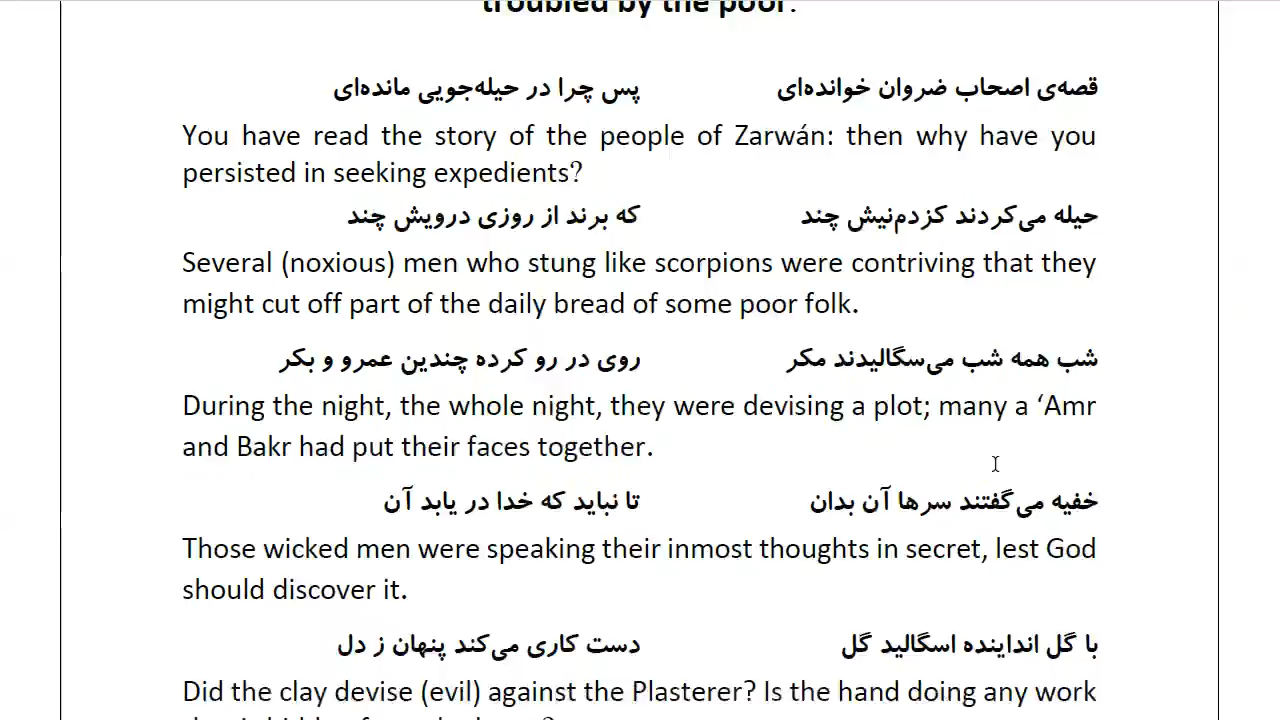 troubled by the poor.
قصه‌ی اصحاب ضروان خوانده‌ای پس چرا در حیله‌جویی مانده‌ای
You have read the story of the people of Zarwán: then why have you
persisted in seeking expedients?
حیله می‌کردند کزدم‌نیش چند که برند از روزی درویش چند
Several (noxious) men who stung like scorpions were contriving that they
might cut off part of the daily bread of some poor folk.
شب همه شب می‌سگالیدند مکر روی در رو کرده چندین عمرو و بکر
During the night, the whole night, they were devising a plot; many a ‘Amr
and Bakr had put their faces together.
خفیه می‌گفتند سرها آن بدان تا نباید که خدا در یابد آن
Those wicked men were speaking their inmost thoughts in secret, lest God
should discover it.
با گل انداینده اسگالید گل دست کاری می‌کند پنهان ز دل
Did the clay devise (evil) against the Plasterer? Is the hand doing any work